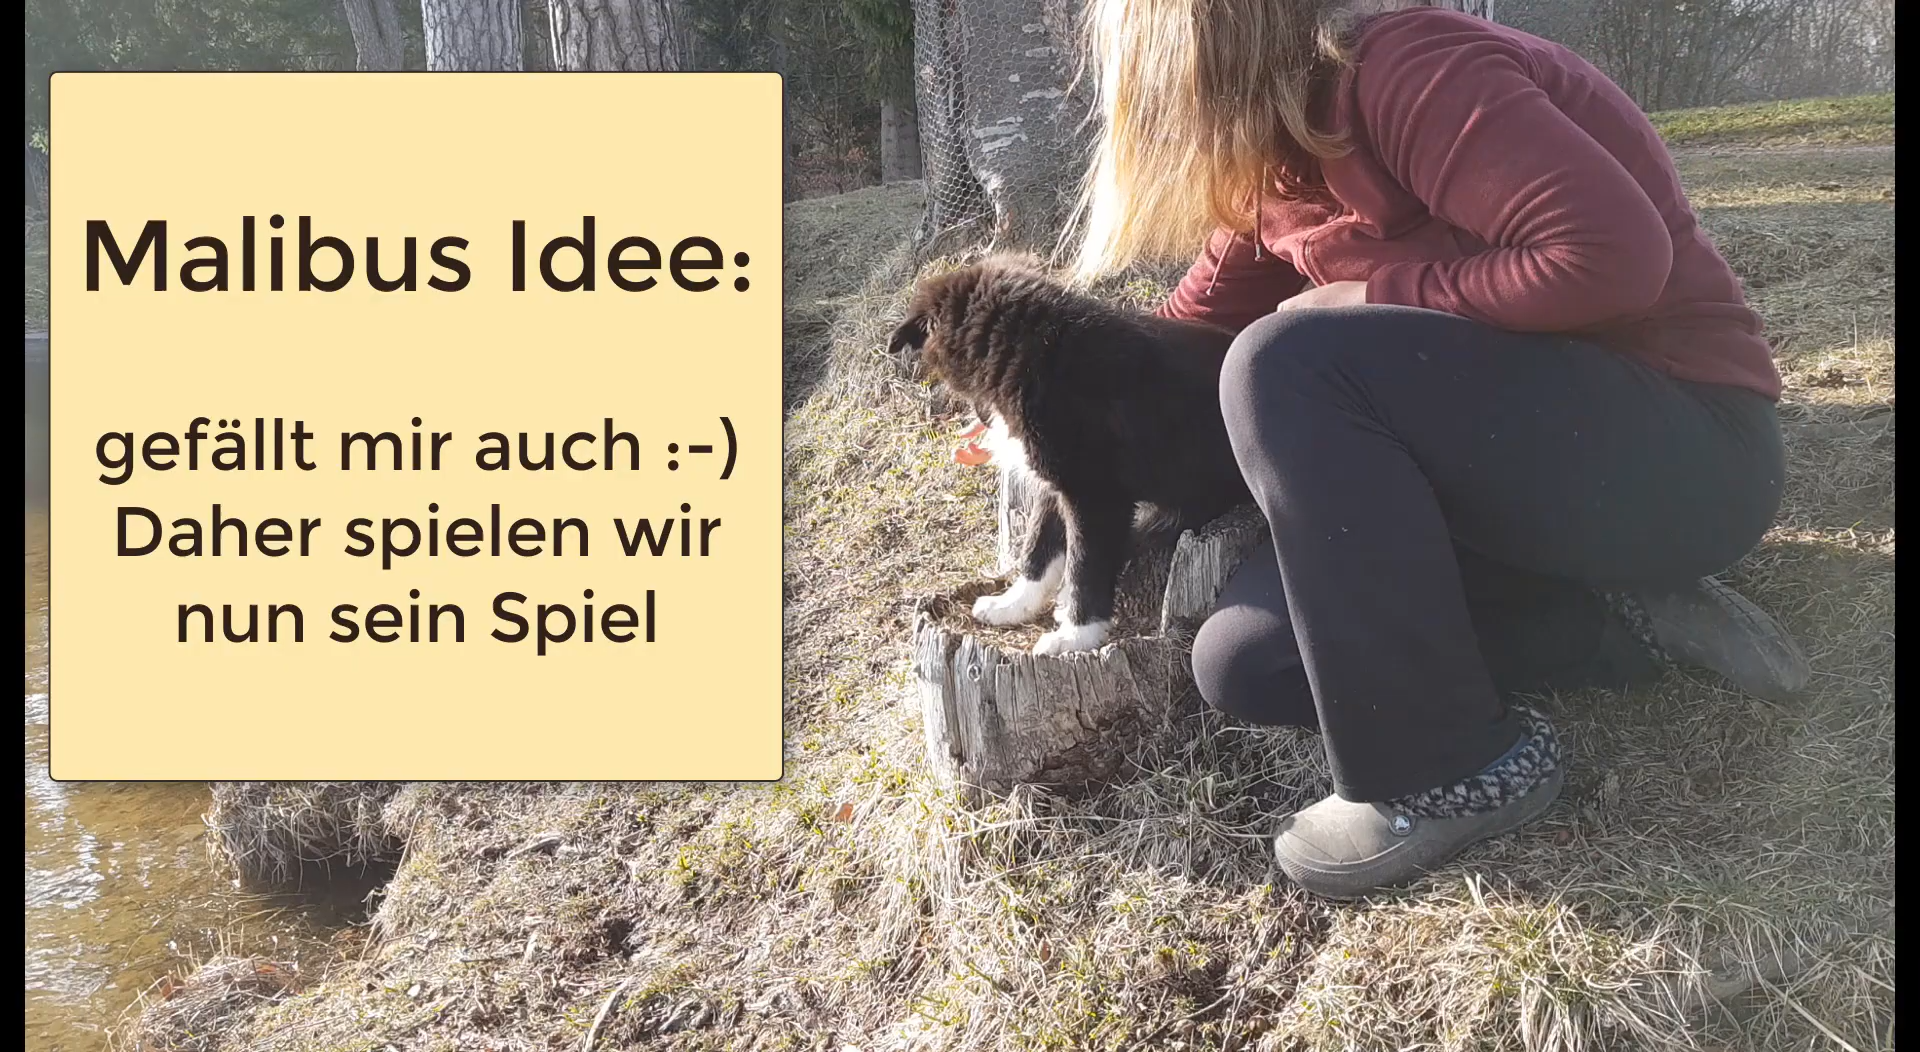 Malibus Idee:
gefällt mir auch :-)
Daher spielen wir
nun sein Spiel